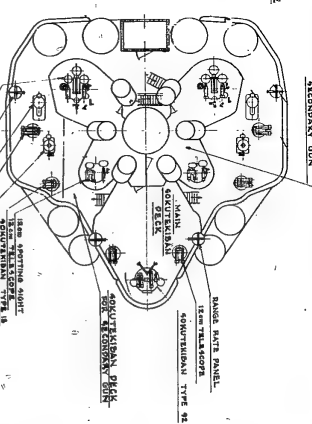 SECONDARY GUN
MAIN
SOKUTEKIBAN
DECK
RANGE RATE PANEL
12cm TELESCOPE
SOKUTEKIBAN TYPE 92
SOKUTEKIBAN DECK
FOR SECONDARY GUN
12cm SPOTTING SIGHT
12cm TELESCOPE
SOKUTEKIBAN TYPE 13